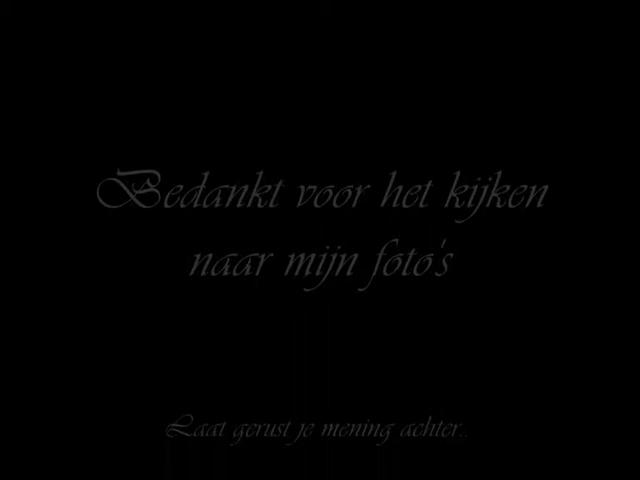 Bedankt voor het kijken
naar mijn foto's
Laat gerust je mening achter..